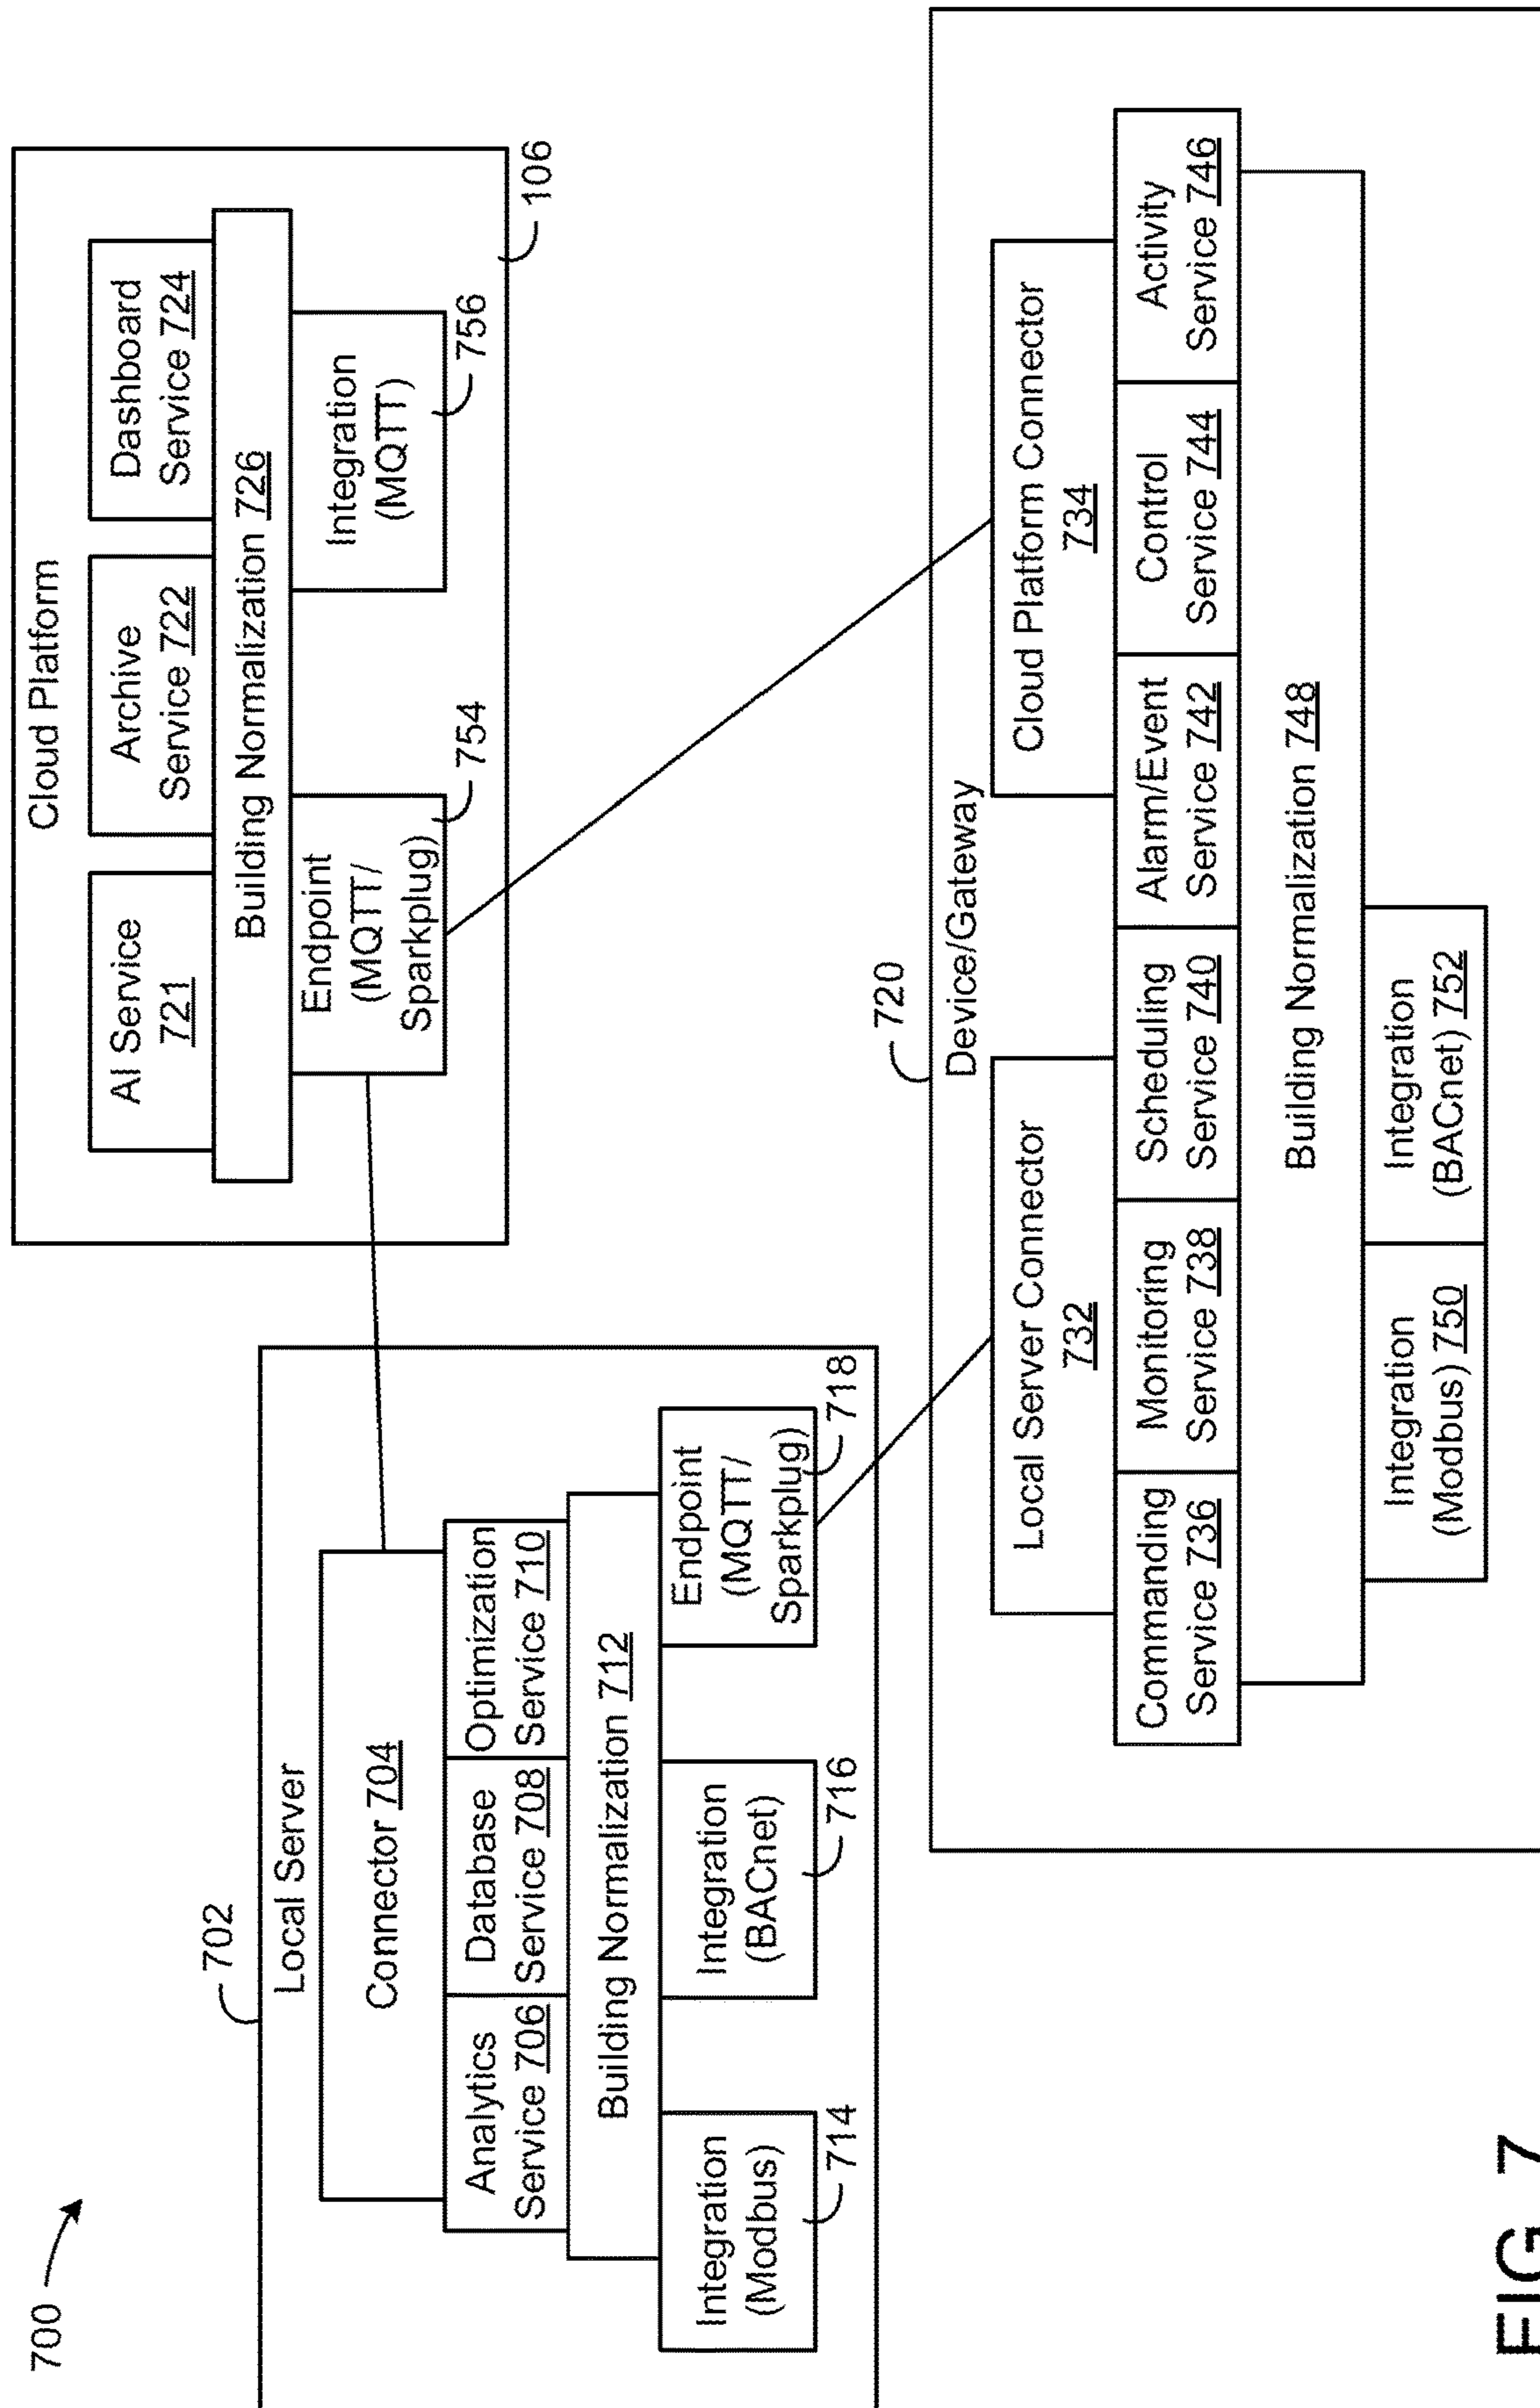 700
702
Local Server
Connector 704
Analytics
Service 706
Database
Service 708
Optimization
Service 710
Building Normalization 712
Integration
(Modbus)
714
Integration
(BACnet)
716
Endpoint
(MQTT/
Sparkplug)
718
Cloud Platform
AI Service
721
Archive
Service 722
Dashboard
Service 724
Building Normalization 726
Endpoint
(MQTT/
Sparkplug)
754
Integration
(MQTT)
756
106
720
Device/Gateway
Local Server Connector
732
Cloud Platform Connector
734
Commanding
Service 736
Monitoring
Service 738
Scheduling
Service 740
Alarm/Event
Service 742
Control
Service 744
Activity
Service 746
Building Normalization 748
Integration
(Modbus) 750
Integration
(BACnet) 752
FIG. 7